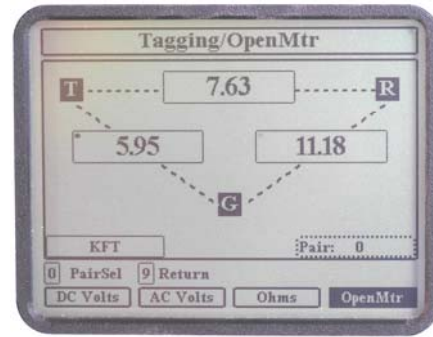 Tagging/OpenMtr
T 7.63 R
5.95 11.18
G
KFT Pair: 0
0 PairSel 9 Return
DC Volts AC Volts Ohms OpenMtr